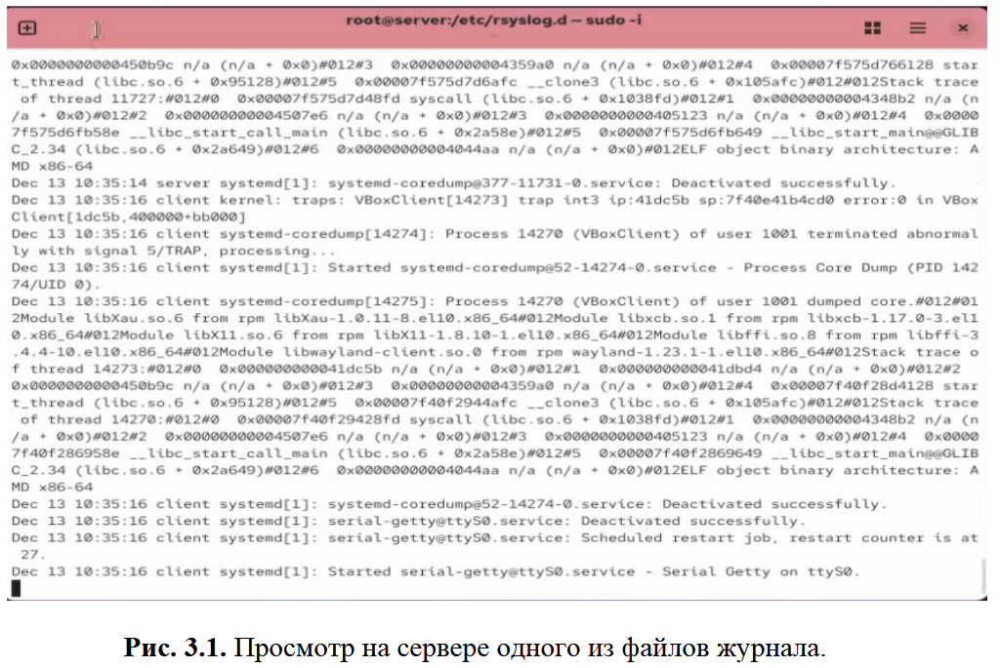 root@server:/etc/rsyslog.d — sudo -i
0x0000000000450b9c n/a (n/a + 0x0)#012#3  0x00000000004359a0 n/a (n/a + 0x0)#012#4  0x00007f575d766128 star
t_thread (libc.so.6 + 0x95128)#012#5  0x00007f575d7d6afc __clone3 (libc.so.6 + 0x105afc)#012#012Stack trace
 of thread 11727:#012#0  0x00007f575d7d48fd syscall (libc.so.6 + 0x1038fd)#012#1  0x00000000004348b2 n/a (n
/a + 0x0)#012#2  0x00000000004507e6 n/a (n/a + 0x0)#012#3  0x0000000000405123 n/a (n/a + 0x0)#012#4  0x0000
7f575d6fb58e __libc_start_call_main (libc.so.6 + 0x2a58e)#012#5  0x00007f575d6fb649 __libc_start_main@@GLIB
C_2.34 (libc.so.6 + 0x2a649)#012#6  0x00000000004044aa n/a (n/a + 0x0)#012ELF object binary architecture: A
MD x86-64
Dec 13 10:35:14 server systemd[1]: systemd-coredump@377-11731-0.service: Deactivated successfully.
Dec 13 10:35:16 client kernel: traps: VBoxClient[14273] trap int3 ip:41dc5b sp:7f40e41b4cd0 error:0 in VBox
Client[1dc5b,400000+bb000]
Dec 13 10:35:16 client systemd-coredump[14274]: Process 14270 (VBoxClient) of user 1001 terminated abnormal
ly with signal 5/TRAP, processing...
Dec 13 10:35:16 client systemd[1]: Started systemd-coredump@52-14274-0.service - Process Core Dump (PID 142
74/UID 0).
Dec 13 10:35:16 client systemd-coredump[14275]: Process 14270 (VBoxClient) of user 1001 dumped core.#012#01
2Module libXau.so.6 from rpm libXau-1.0.11-8.el10.x86_64#012Module libxcb.so.1 from rpm libxcb-1.17.0-3.el1
0.x86_64#012Module libX11.so.6 from rpm libX11-1.8.10-1.el10.x86_64#012Module libffi.so.8 from rpm libffi-3
.4.4-10.el10.x86_64#012Module libwayland-client.so.0 from rpm wayland-1.23.1-1.el10.x86_64#012Stack trace o
f thread 14273:#012#0  0x000000000041dc5b n/a (n/a + 0x0)#012#1  0x000000000041dbd4 n/a (n/a + 0x0)#012#2
0x0000000000450b9c n/a (n/a + 0x0)#012#3  0x00000000004359a0 n/a (n/a + 0x0)#012#4  0x00007f40f28d4128 star
t_thread (libc.so.6 + 0x95128)#012#5  0x00007f40f2944afc __clone3 (libc.so.6 + 0x105afc)#012#012Stack trace
 of thread 14270:#012#0  0x00007f40f29428fd syscall (libc.so.6 + 0x1038fd)#012#1  0x00000000004348b2 n/a (n
/a + 0x0)#012#2  0x00000000004507e6 n/a (n/a + 0x0)#012#3  0x0000000000405123 n/a (n/a + 0x0)#012#4  0x0000
7f40f286958e __libc_start_call_main (libc.so.6 + 0x2a58e)#012#5  0x00007f40f2869649 __libc_start_main@@GLIB
C_2.34 (libc.so.6 + 0x2a649)#012#6  0x00000000004044aa n/a (n/a + 0x0)#012ELF object binary architecture: A
MD x86-64
Dec 13 10:35:16 client systemd[1]: systemd-coredump@52-14274-0.service: Deactivated successfully.
Dec 13 10:35:16 client systemd[1]: serial-getty@ttyS0.service: Deactivated successfully.
Dec 13 10:35:16 client systemd[1]: serial-getty@ttyS0.service: Scheduled restart job, restart counter is at
 27.
Dec 13 10:35:16 client systemd[1]: Started serial-getty@ttyS0.service - Serial Getty on ttyS0.
Рис. 3.1. Просмотр на сервере одного из файлов журнала.